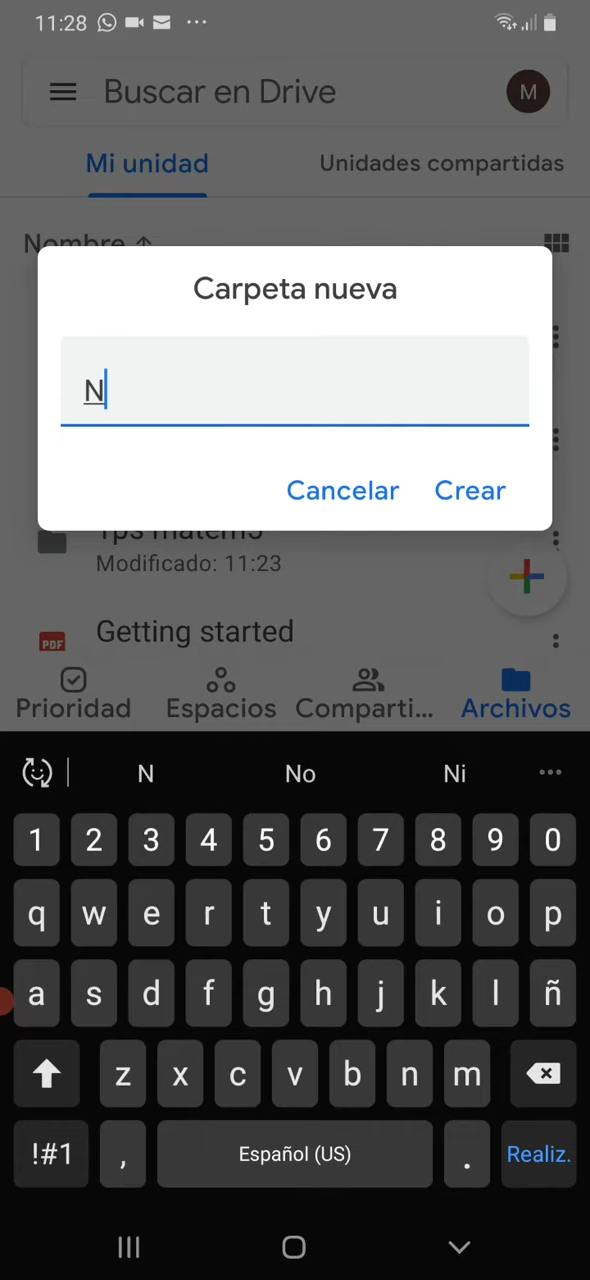 11:28
Buscar en Drive
M
Mi unidad
Unidades compartidas
Nombre
Carpeta nueva
N
Cancelar
Crear
Tps matem5
Modificado: 11:23
PDF
Getting started
Prioridad
Espacios
Comparti...
Archivos
N
No
Ni
1 2 3 4 5 6 7 8 9 0
q w e r t y u i o p
a s d f g h j k l ñ
z x c v b n m
!#1 , Español (US) . Realiz.